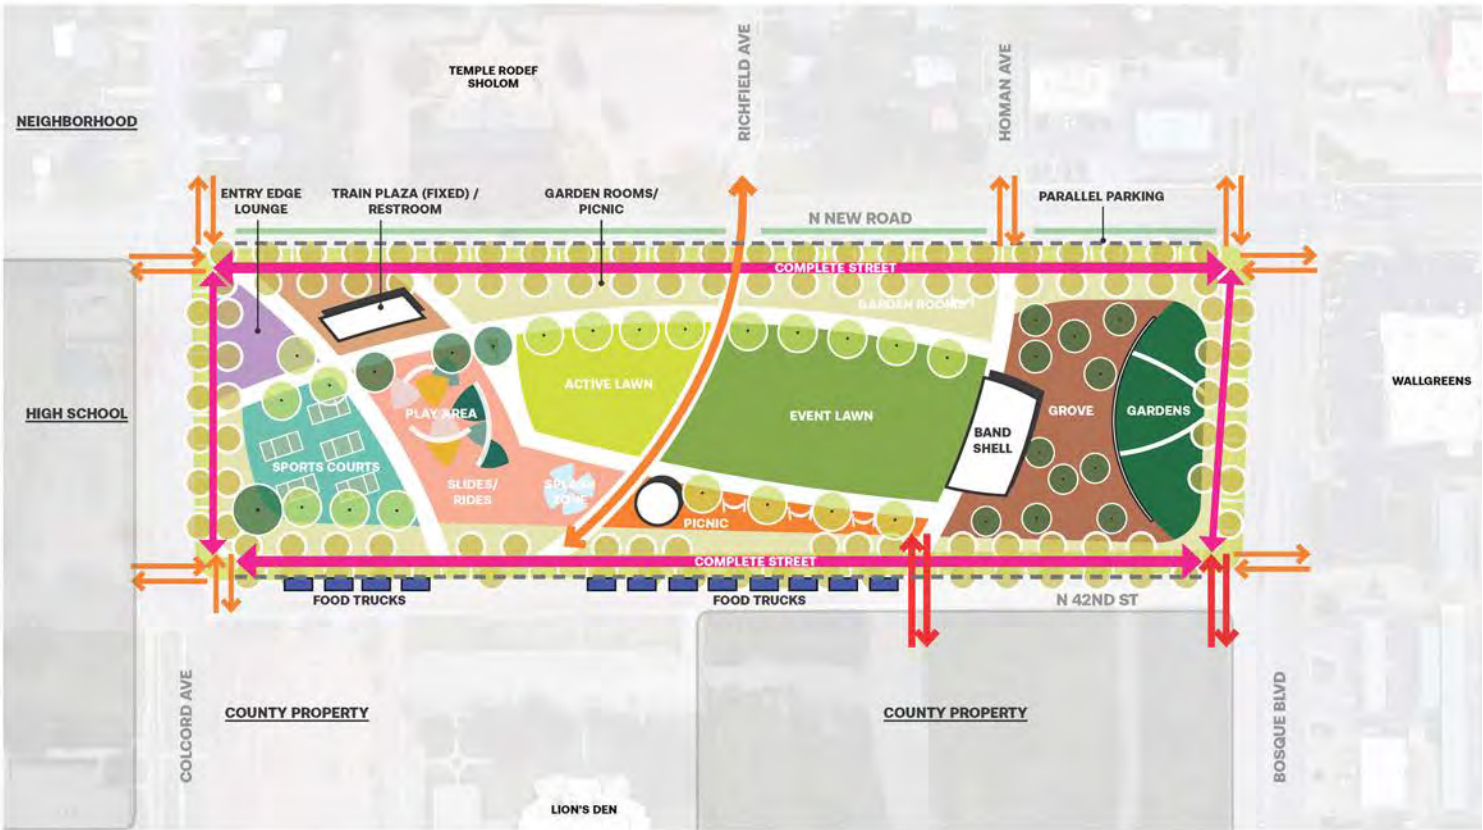 RICHFIELD AVE
HOMAN AVE
TEMPLE RODEF
SHOLOM
NEIGHBORHOOD
ENTRY EDGE
LOUNGE
TRAIN PLAZA (FIXED) /
RESTROOM
GARDEN ROOMS/
PICNIC
PARALLEL PARKING
N NEW ROAD
COMPLETE STREET
GARDEN ROOMS
WALLGREENS
ACTIVE LAWN
HIGH SCHOOL
PLAY AREA
EVENT LAWN
GROVE
GARDENS
BAND
SHELL
SPORTS COURTS
SLIDES/
RIDES
SPLASH
ZONE
PICNIC
COMPLETE STREET
FOOD TRUCKS
FOOD TRUCKS
N 42ND ST
COLCORD AVE
COUNTY PROPERTY
COUNTY PROPERTY
BOSQUE BLVD
LION'S DEN